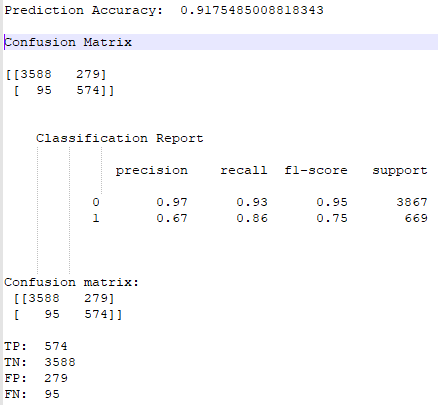 Prediction Accuracy:  0.9175485008818343
Confusion Matrix
[[3588   279]
 [  95   574]]
Classification Report
precision    recall  f1-score   support
0       0.97      0.93      0.95      3867
1       0.67      0.86      0.75       669
Confusion matrix:
[[3588   279]
 [   95   574]]
TP:  574
TN:  3588
FP:  279
FN:  95